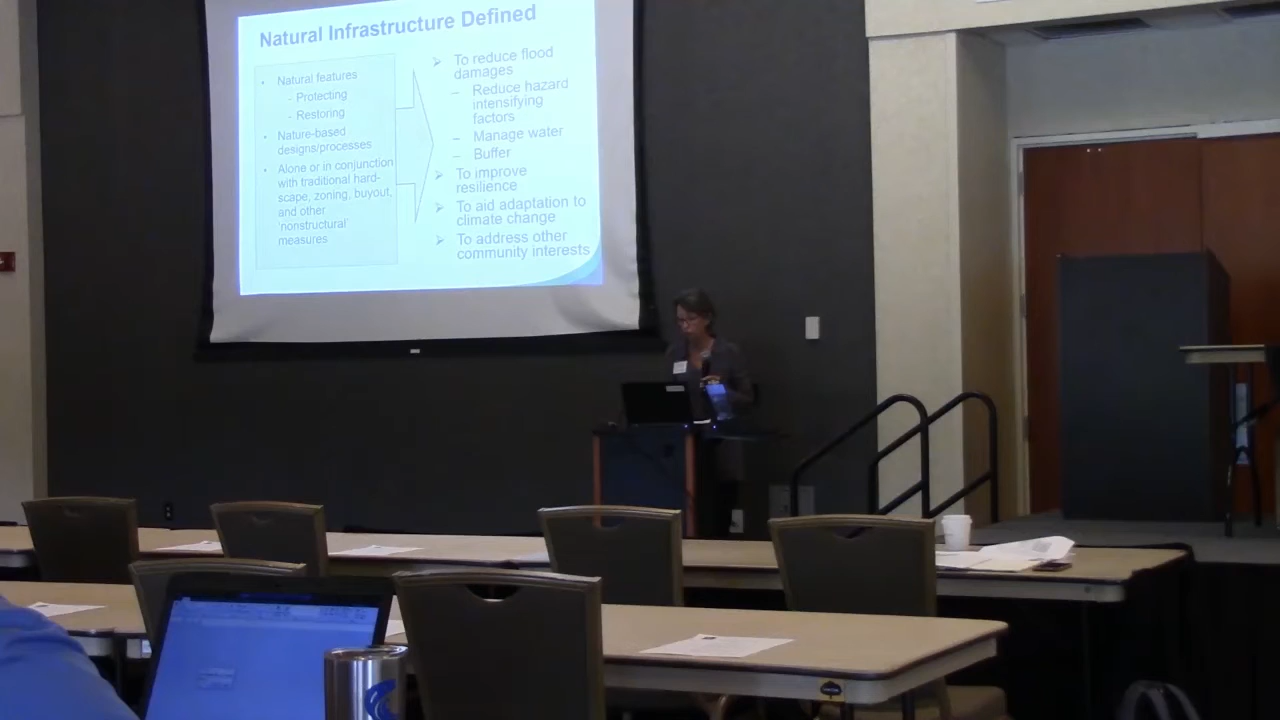 Natural Infrastructure Defined
• Natural features
- Protecting
- Restoring
• Nature-based
designs/processes
• Alone or in conjunction
with traditional hard-
scape, zoning, buyout,
and other
'nonstructural'
measures
➢ To reduce flood
damages
– Reduce hazard
intensifying
factors
– Manage water
– Buffer
➢ To improve
resilience
➢ To aid adaptation to
climate change
➢ To address other
community interests